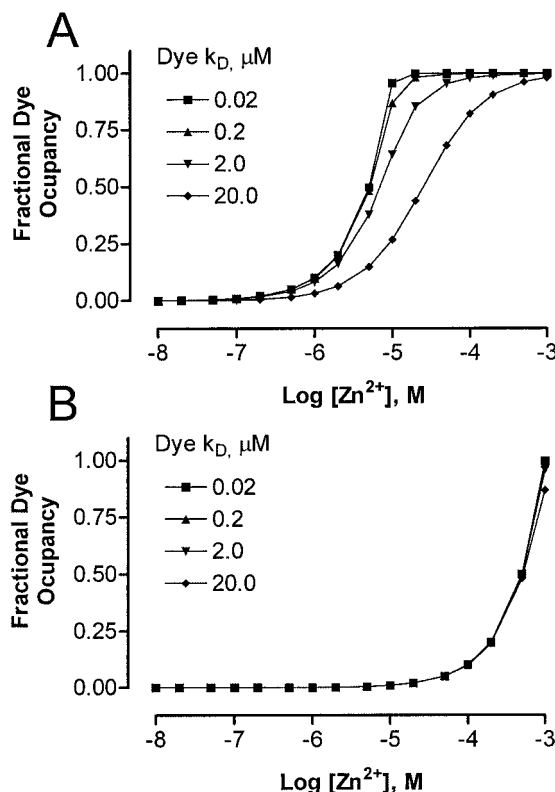 A
Dye k_D, µM
0.02
0.2
2.0
20.0
Fractional Dye
Ocupancy
1.00
0.75
0.50
0.25
0.00
-8 -7 -6 -5 -4 -3
Log [Zn²⁺], M
B
Dye k_D, µM
0.02
0.2
2.0
20.0
Fractional Dye
Occupancy
1.00
0.75
0.50
0.25
0.00
-8 -7 -6 -5 -4 -3
Log [Zn²⁺], M